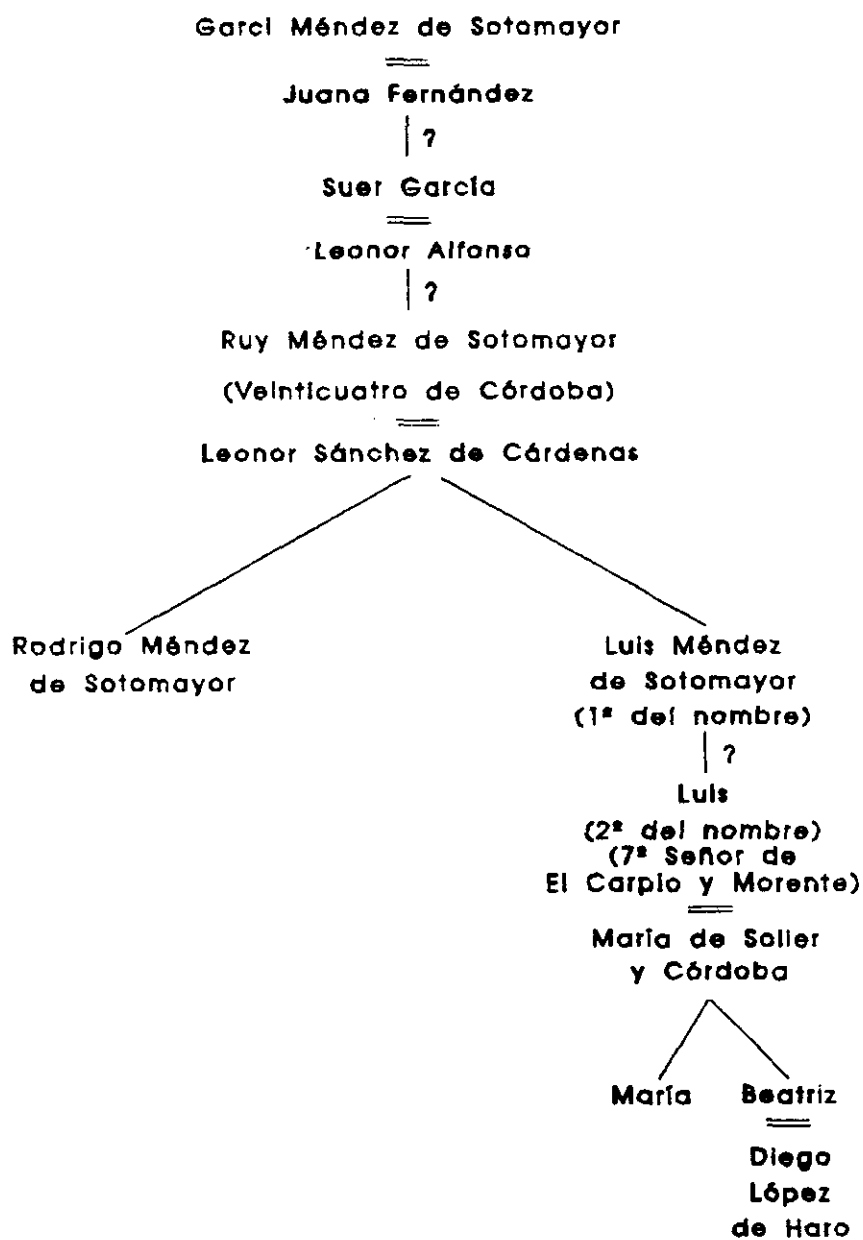 Garci Méndez de Sotomayor
Juana Fernández
?
Suer García
Leonor Alfonso
?
Ruy Méndez de Sotomayor
(Veinticuatro de Córdoba)
Leonor Sánchez de Cárdenas
Rodrigo Méndez
de Sotomayor
Luis Méndez
de Sotomayor
(1º del nombre)
?
Luis
(2º del nombre)
(7º Señor de
El Carpio y Morente)
María de Solier
y Córdoba
María Beatriz
Diego
López
de Haro